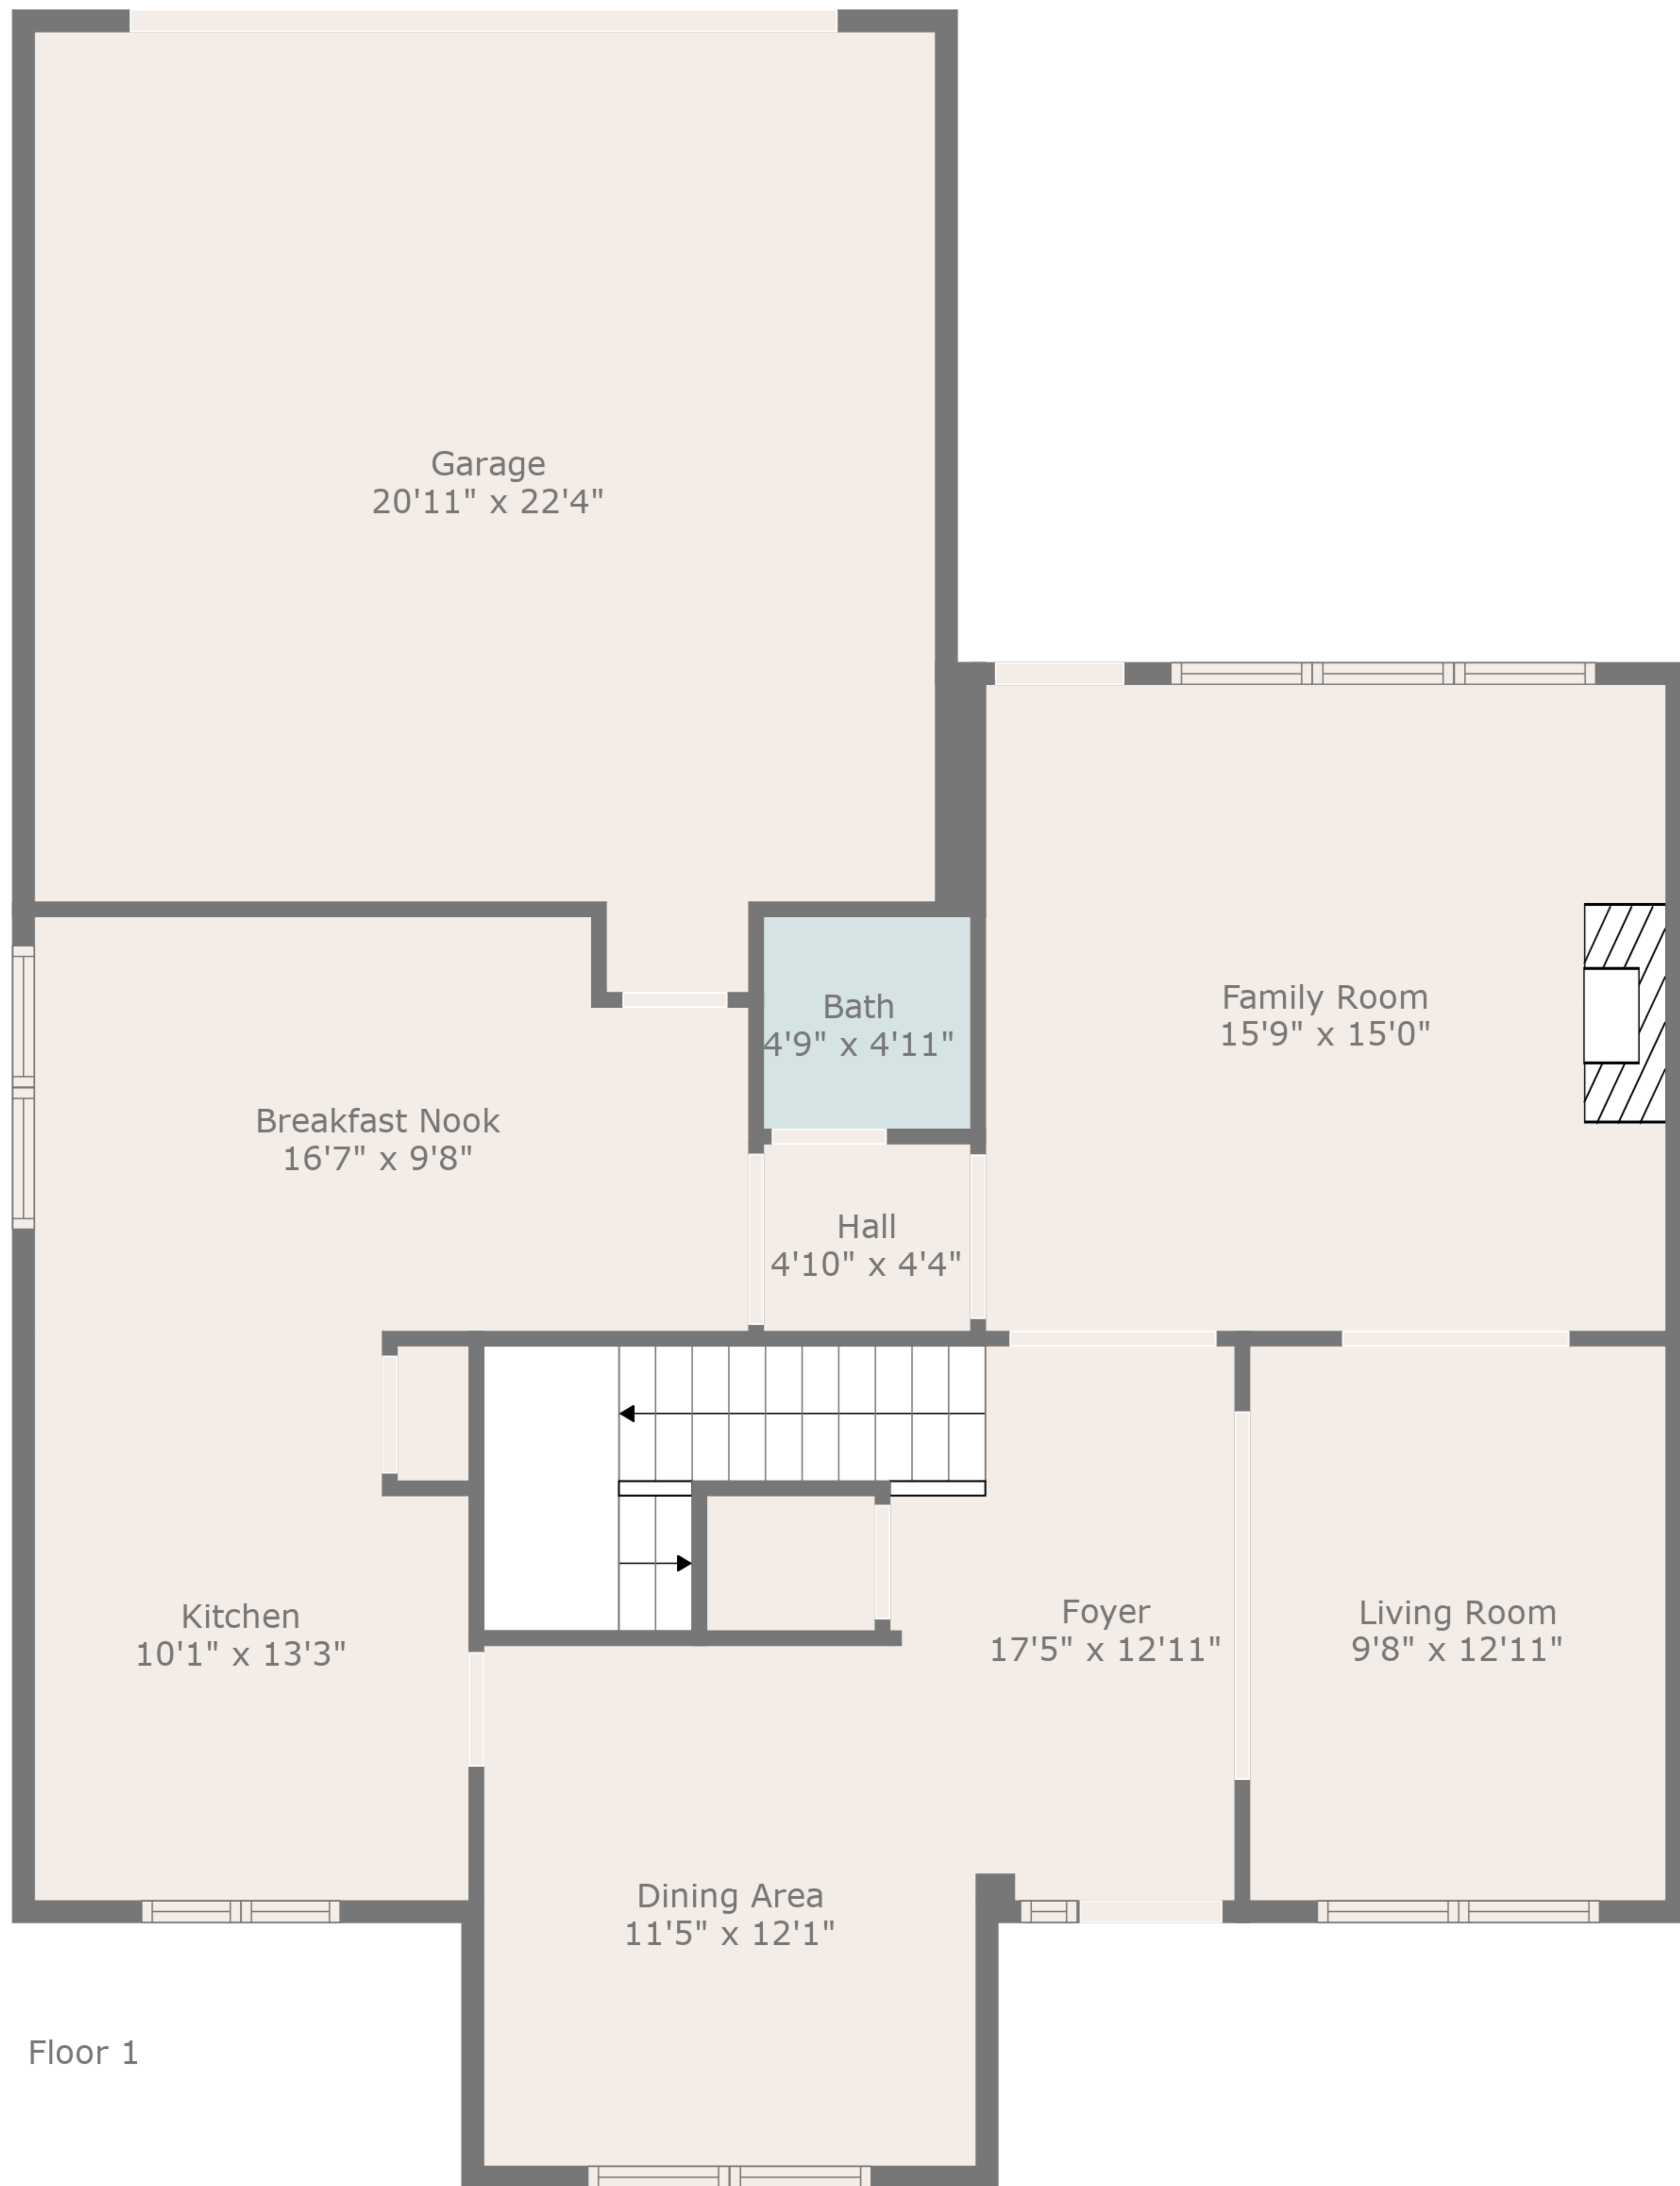 Garage
20'11" x 22'4"
Family Room
15'9" x 15'0"
Bath
4'9" x 4'11"
Breakfast Nook
16'7" x 9'8"
Hall
4'10" x 4'4"
Kitchen
10'1" x 13'3"
Foyer
17'5" x 12'11"
Living Room
9'8" x 12'11"
Dining Area
11'5" x 12'1"
Floor 1